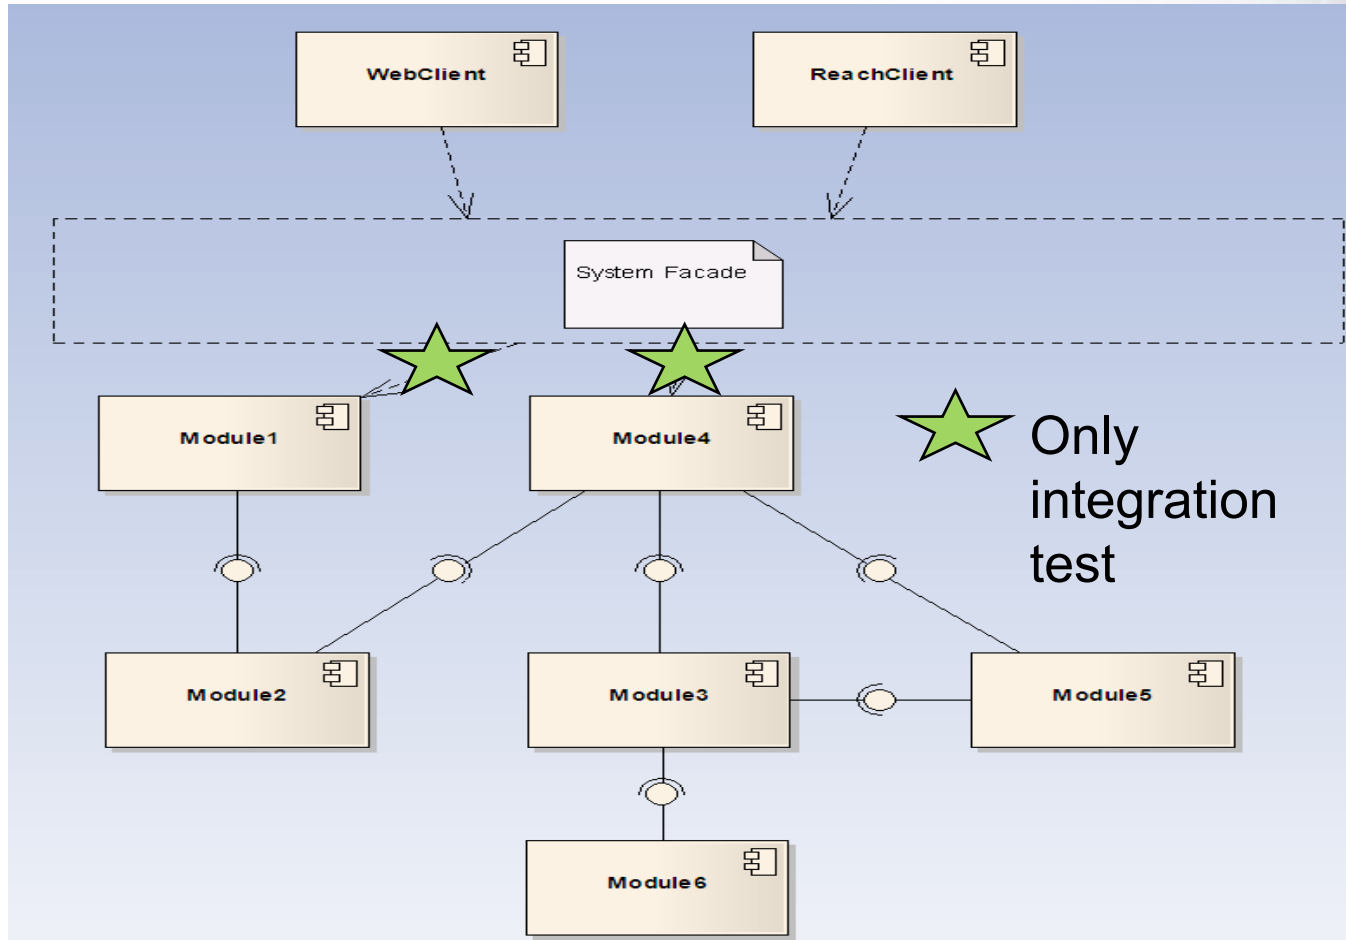 WebClient
ReachClient
System Facade
Module1
Module4
Only
integration
test
Module2
Module3
Module5
Module6